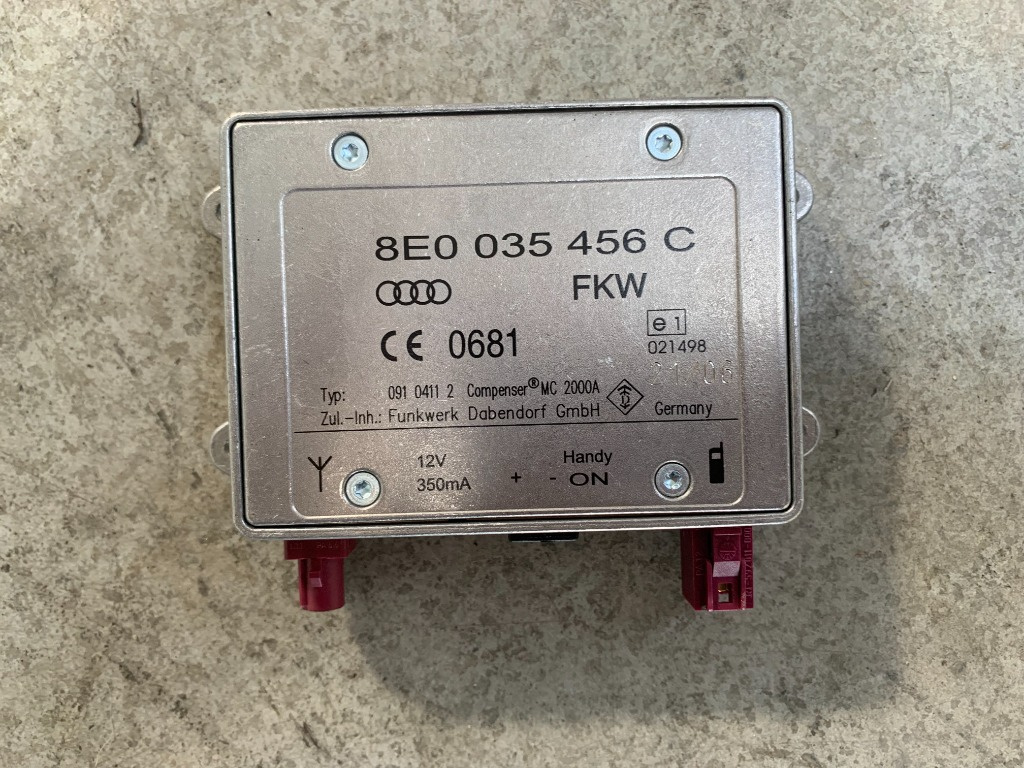 8E0 035 456 C
FKW
CE 0681
e 1
021498
Typ: 091 0411 2 Compenser® MC 2000A
Zul.-Inh.: Funkwerk Dabendorf GmbH Germany
12V Handy
350mA + - ON